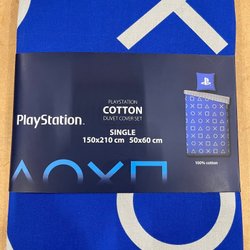 PLAYSTATION
COTTON
DUVET COVER SET
PlayStation.
SINGLE
150x210 cm 50x60 cm
100% cotton